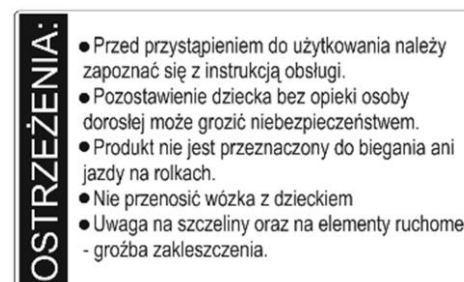 OSTRZEŻENIA:
● Przed przystąpieniem do użytkowania należy
zapoznać się z instrukcją obsługi.
● Pozostawienie dziecka bez opieki osoby
dorosłej może grozić niebezpieczeństwem.
● Produkt nie jest przeznaczony do biegania ani
jazdy na rolkach.
● Nie przenosić wózka z dzieckiem
● Uwaga na szczeliny oraz na elementy ruchome
- groźba zakleszczenia.